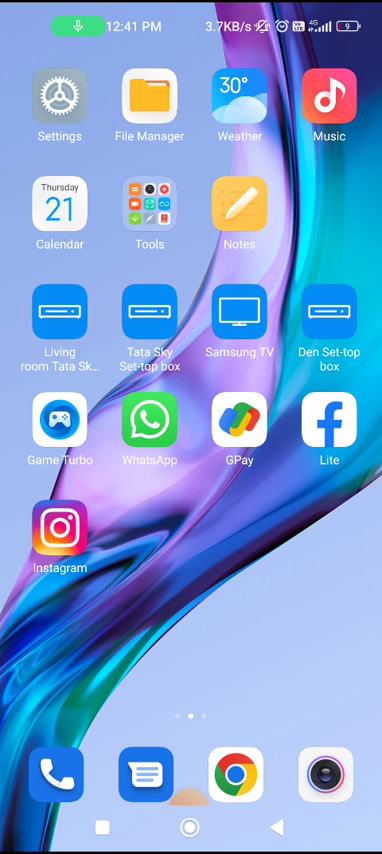 12:41 PM 3.7KB/s 4G 9
30°
Settings File Manager Weather Music
Thursday
21
Calendar Tools Notes
Living room Tata Sk... Tata Sky Set-top box Samsung TV Den Set-top box
Game Turbo WhatsApp GPay Lite
Instagram